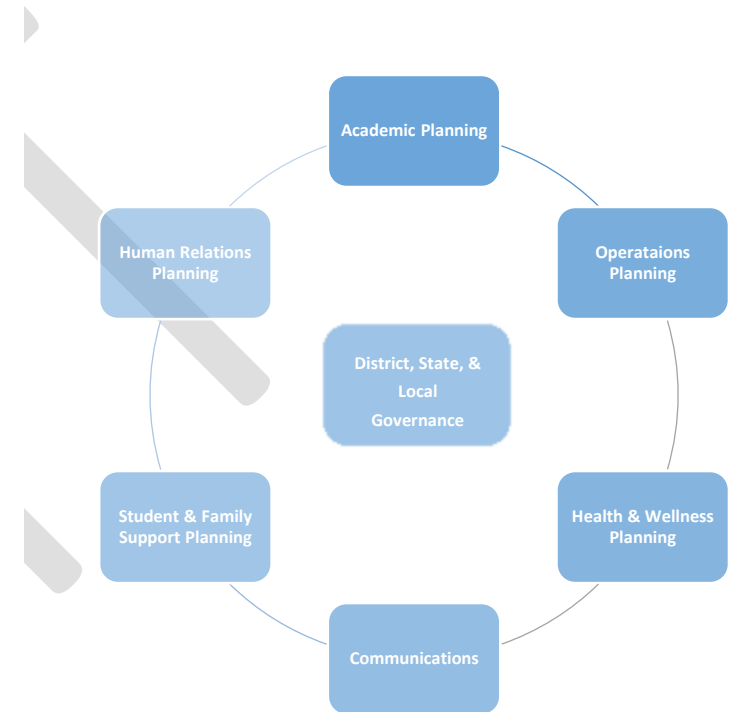 Academic Planning
Human Relations
Planning
Operataions
Planning
District, State, &
Local
Governance
Student & Family
Support Planning
Health & Wellness
Planning
Communications